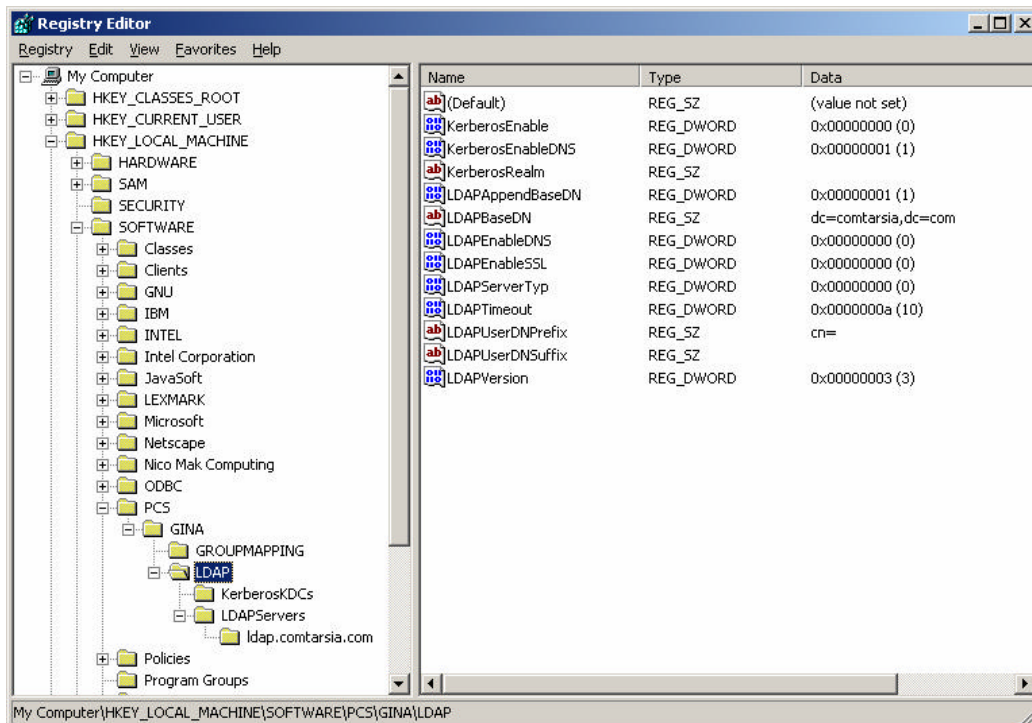 Registry Editor
Registry Edit View Favorites Help
My Computer
HKEY_CLASSES_ROOT
HKEY_CURRENT_USER
HKEY_LOCAL_MACHINE
HARDWARE
SAM
SECURITY
SOFTWARE
Classes
Clients
GNU
IBM
INTEL
Intel Corporation
JavaSoft
LEXMARK
Microsoft
Netscape
Nico Mak Computing
ODBC
PCS
GINA
GROUPMAPPING
LDAP
KerberosKDCs
LDAPServers
ldap.comtarsia.com
Policies
Program Groups
Name Type Data
(Default) REG_SZ (value not set)
KerberosEnable REG_DWORD 0x00000000 (0)
KerberosEnableDNS REG_DWORD 0x00000001 (1)
KerberosRealm REG_SZ
LDAPAppendBaseDN REG_DWORD 0x00000001 (1)
LDAPBaseDN REG_SZ dc=comtarsia,dc=com
LDAPEnableDNS REG_DWORD 0x00000000 (0)
LDAPEnableSSL REG_DWORD 0x00000000 (0)
LDAPServerTyp REG_DWORD 0x00000000 (0)
LDAPTimeout REG_DWORD 0x0000000a (10)
LDAPUserDNPrefix REG_SZ cn=
LDAPUserDNSuffix REG_SZ
LDAPVersion REG_DWORD 0x00000003 (3)
My Computer\HKEY_LOCAL_MACHINE\SOFTWARE\PCS\GINA\LDAP